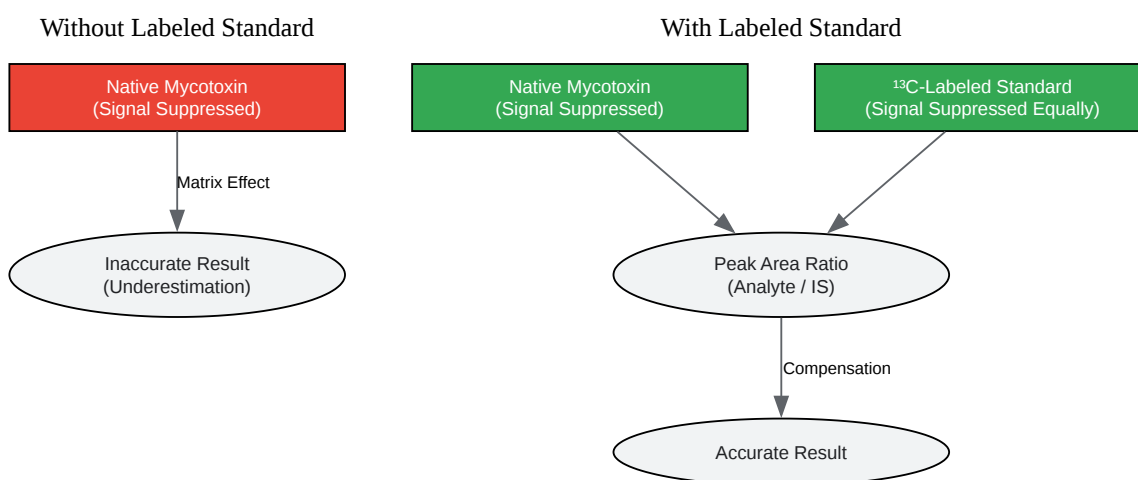 Without Labeled Standard
Native Mycotoxin
(Signal Suppressed)
Matrix Effect
Inaccurate Result
(Underestimation)
With Labeled Standard
Native Mycotoxin
(Signal Suppressed)
¹³C-Labeled Standard
(Signal Suppressed Equally)
Peak Area Ratio
(Analyte / IS)
Compensation
Accurate Result